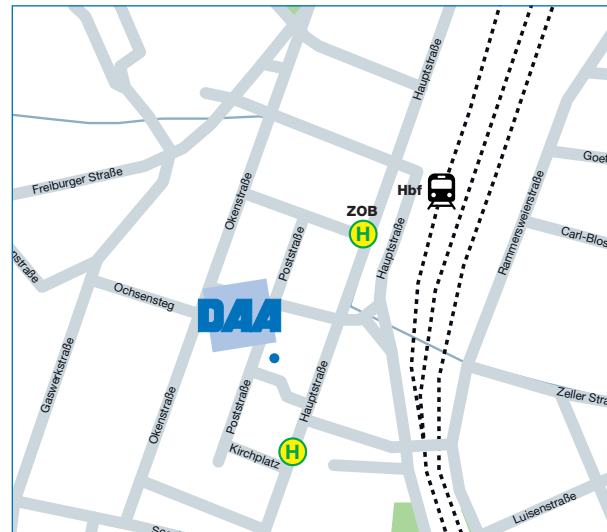 Hauptstraße
Goet
Freiburger Straße
Hbf
Okenstraße
ZOB
H
Rammersweierstraße
Carl-Blos
Hauptstraße
Poststraße
nstraße
Ochsensteg
DAA
Gaswerkstraße
Okenstraße
Poststraße
Hauptstraße
Zeller Stra
Kirchplatz
H
Luisenstraße